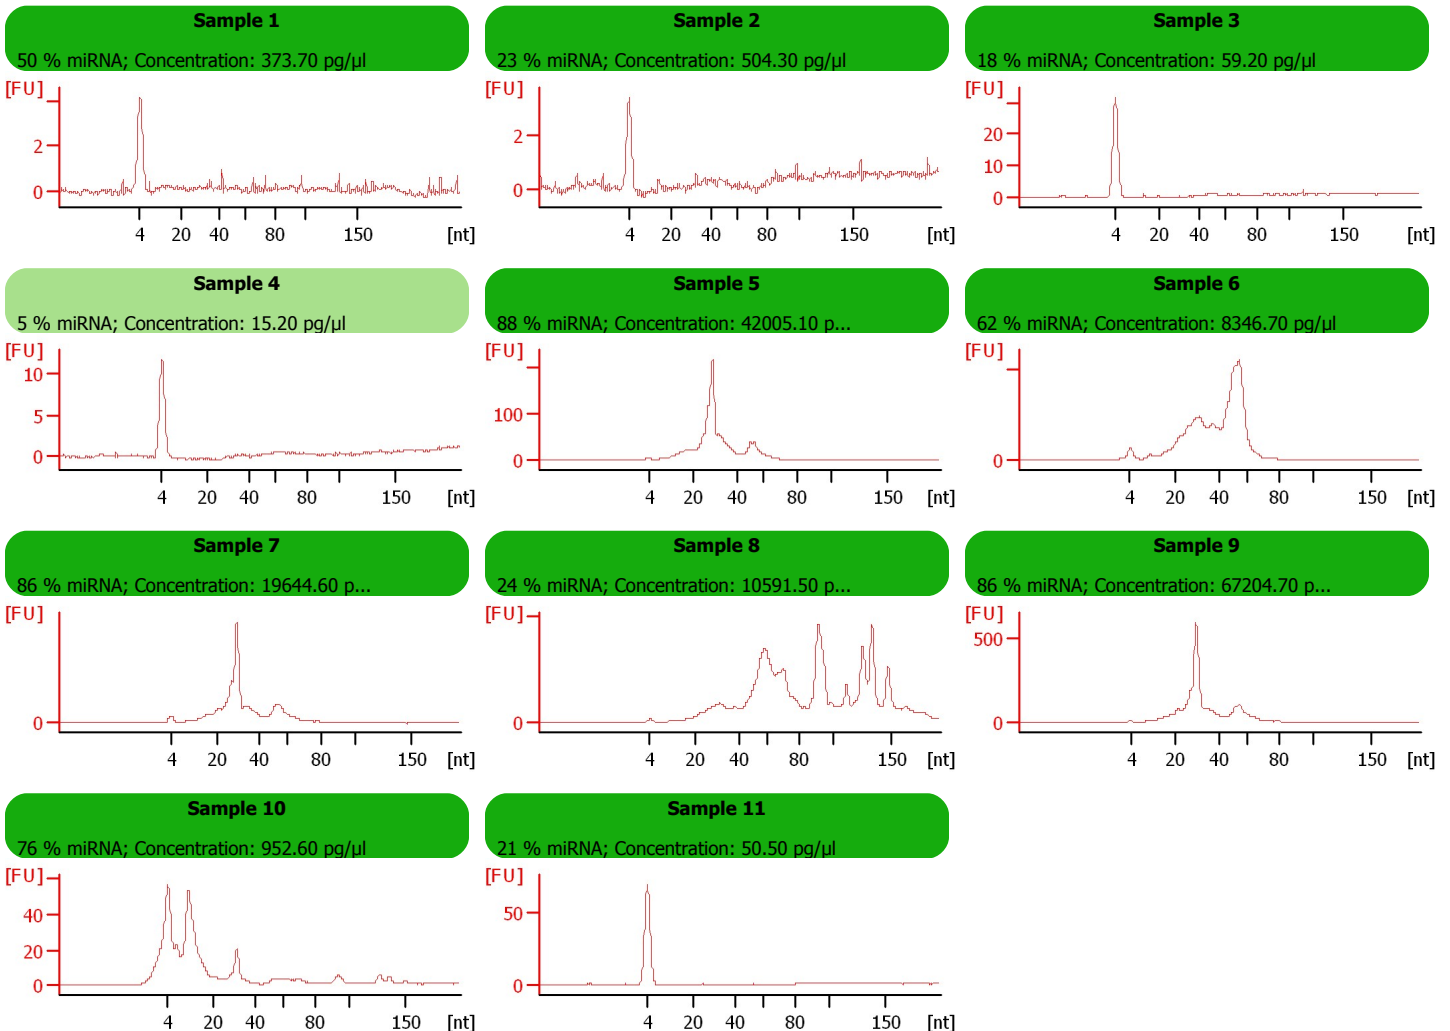 Sample 1
50 % miRNA; Concentration: 373.70 pg/µl
[FU]
2
0
4 20 40 80 150 [nt]
Sample 2
23 % miRNA; Concentration: 504.30 pg/µl
[FU]
2
0
4 20 40 80 150 [nt]
Sample 3
18 % miRNA; Concentration: 59.20 pg/µl
[FU]
20
10
0
4 20 40 80 150 [nt]
Sample 4
5 % miRNA; Concentration: 15.20 pg/µl
[FU]
10
5
0
4 20 40 80 150 [nt]
Sample 5
88 % miRNA; Concentration: 42005.10 p...
[FU]
100
0
4 20 40 80 150 [nt]
Sample 6
62 % miRNA; Concentration: 8346.70 pg/µl
[FU]
0
4 20 40 80 150 [nt]
Sample 7
86 % miRNA; Concentration: 19644.60 p...
[FU]
0
4 20 40 80 150 [nt]
Sample 8
24 % miRNA; Concentration: 10591.50 p...
[FU]
0
4 20 40 80 150 [nt]
Sample 9
86 % miRNA; Concentration: 67204.70 p...
[FU]
500
0
4 20 40 80 150 [nt]
Sample 10
76 % miRNA; Concentration: 952.60 pg/µl
[FU]
40
20
0
4 20 40 80 150 [nt]
Sample 11
21 % miRNA; Concentration: 50.50 pg/µl
[FU]
50
0
4 20 40 80 150 [nt]